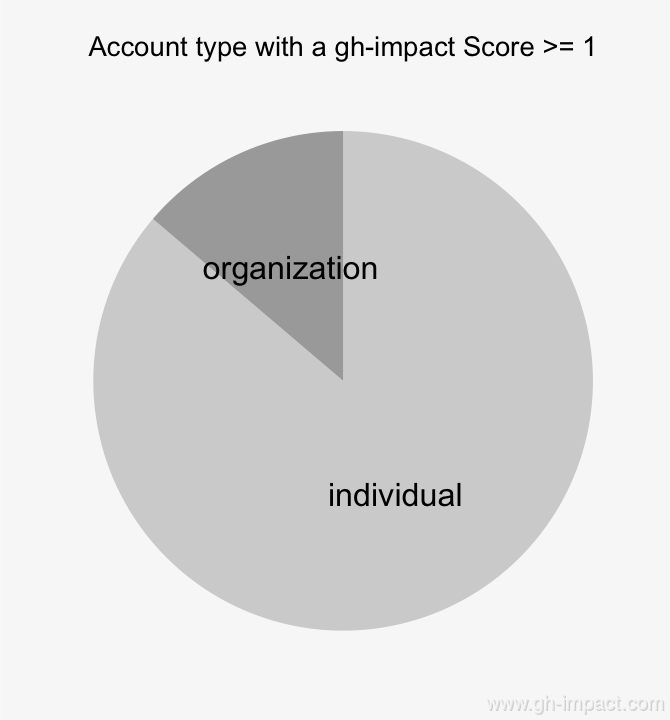 Account type with a gh-impact Score >= 1
organization
individual
www.gh-impact.com